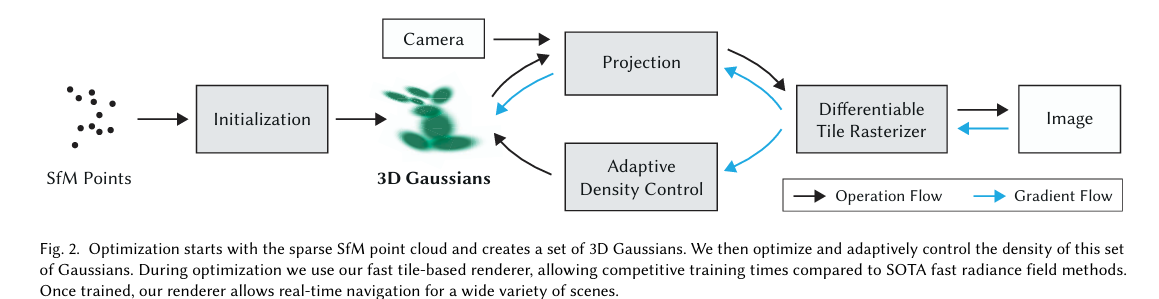 Camera
Projection
Initialization
Differentiable
Tile Rasterizer
Image
SfM Points
3D Gaussians
Adaptive
Density Control
Operation Flow
Gradient Flow
Fig. 2. Optimization starts with the sparse SfM point cloud and creates a set of 3D Gaussians. We then optimize and adaptively control the density of this set
of Gaussians. During optimization we use our fast tile-based renderer, allowing competitive training times compared to SOTA fast radiance field methods.
Once trained, our renderer allows real-time navigation for a wide variety of scenes.